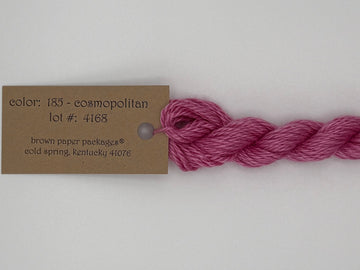 color: 185 - cosmopolitan
lot #: 4168
brown paper packages®
cold spring, kentucky 41076